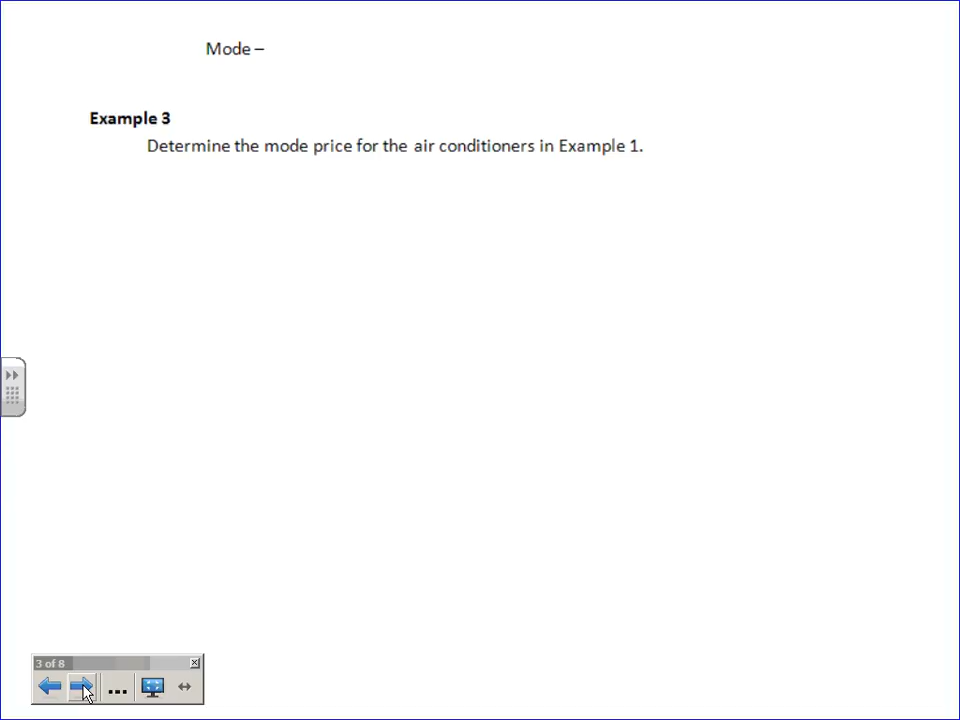 Mode –
Example 3
Determine the mode price for the air conditioners in Example 1.
3 of 8